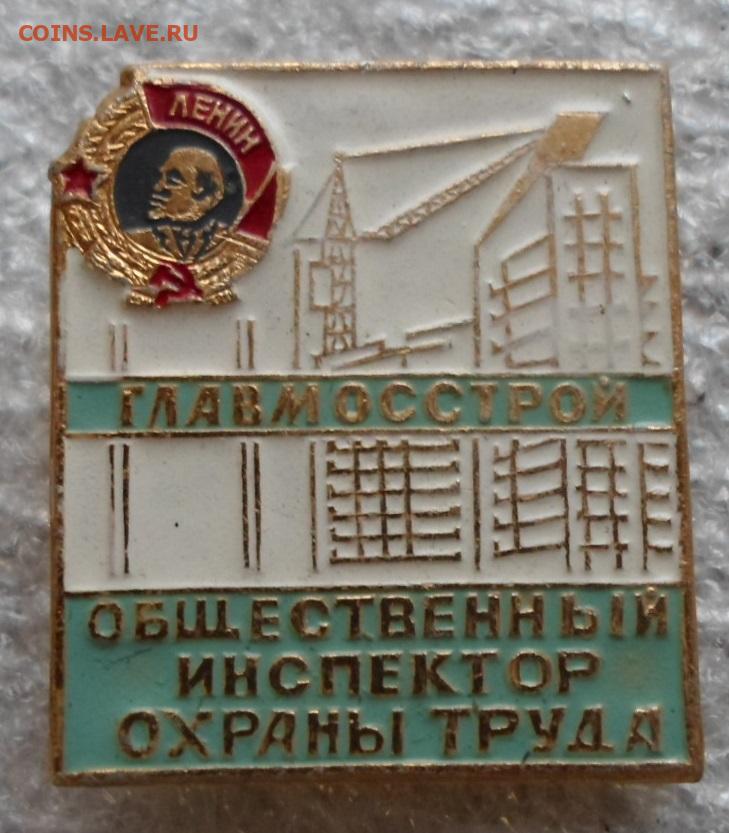 COINS.LAVE.RU
ЛЕНИН
ГЛАВМОССТРОЙ
ОБЩЕСТВЕННЫЙ
ИНСПЕКТОР
ОХРАНЫ ТРУДА